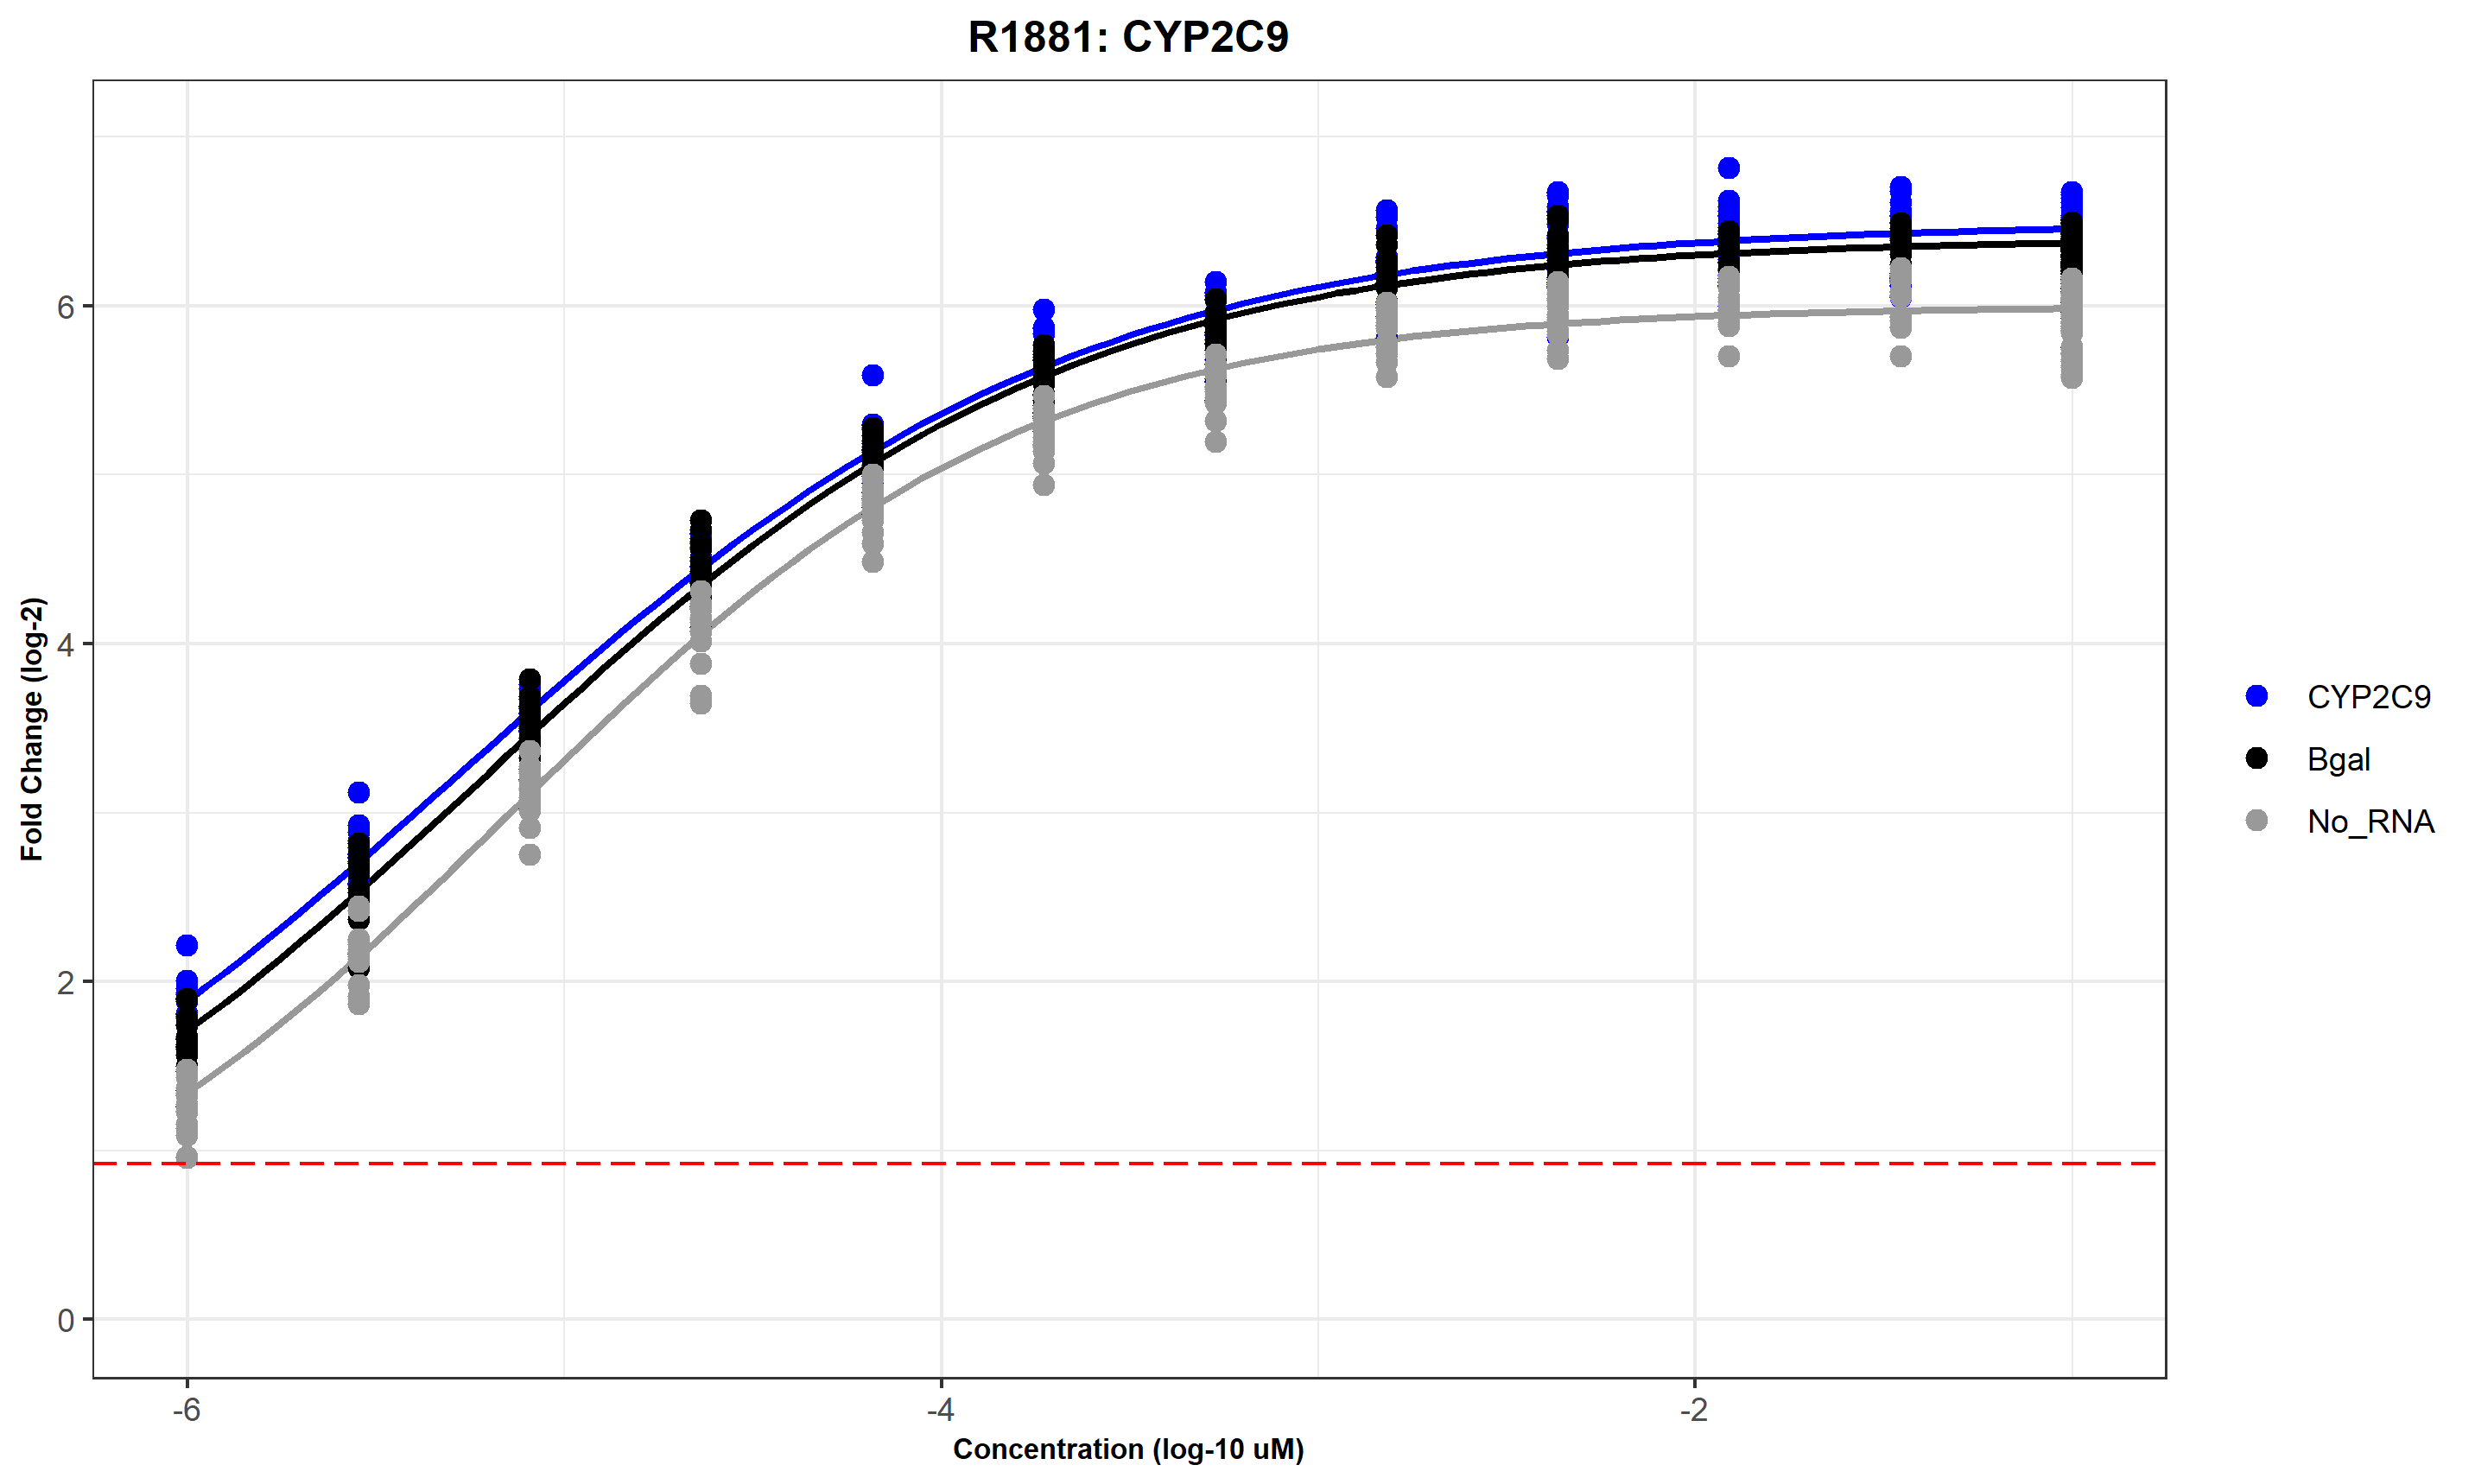 R1881: CYP2C9
Fold Change (log-2)
6
4
2
0
-6
-4
-2
Concentration (log-10 uM)
CYP2C9
Bgal
No_RNA